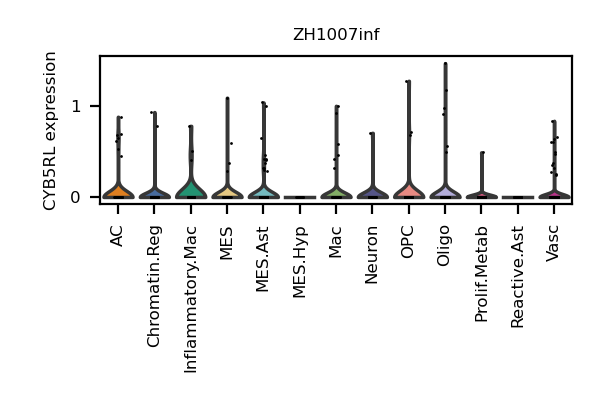 ZH1007inf
CYB5RL expression
1
0
AC
Chromatin.Reg
Inflammatory.Mac
MES
MES.Ast
MES.Hyp
Mac
Neuron
OPC
Oligo
Prolif.Metab
Reactive.Ast
Vasc